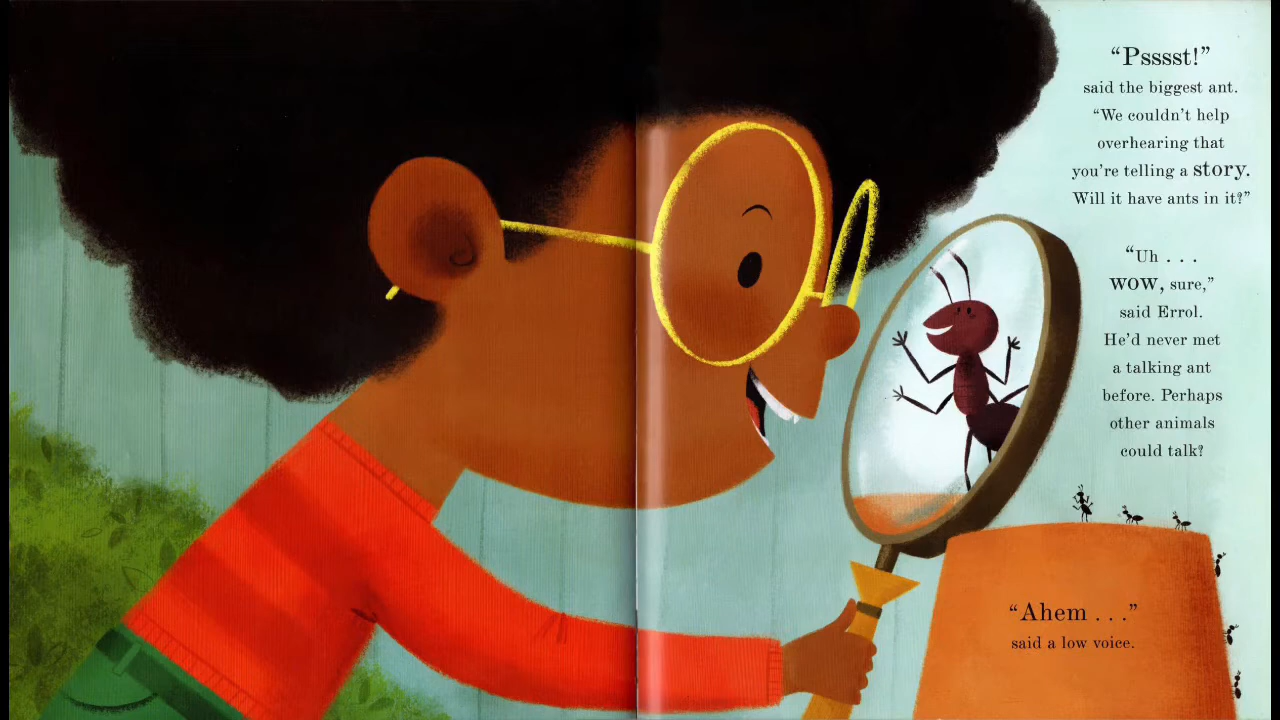 “Psssst!”
said the biggest ant.
“We couldn’t help
overhearing that
you’re telling a story.
Will it have ants in it?”
“Uh . . .
WOW, sure,”
said Errol.
He’d never met
a talking ant
before. Perhaps
other animals
could talk?
“Ahem . . .”
said a low voice.